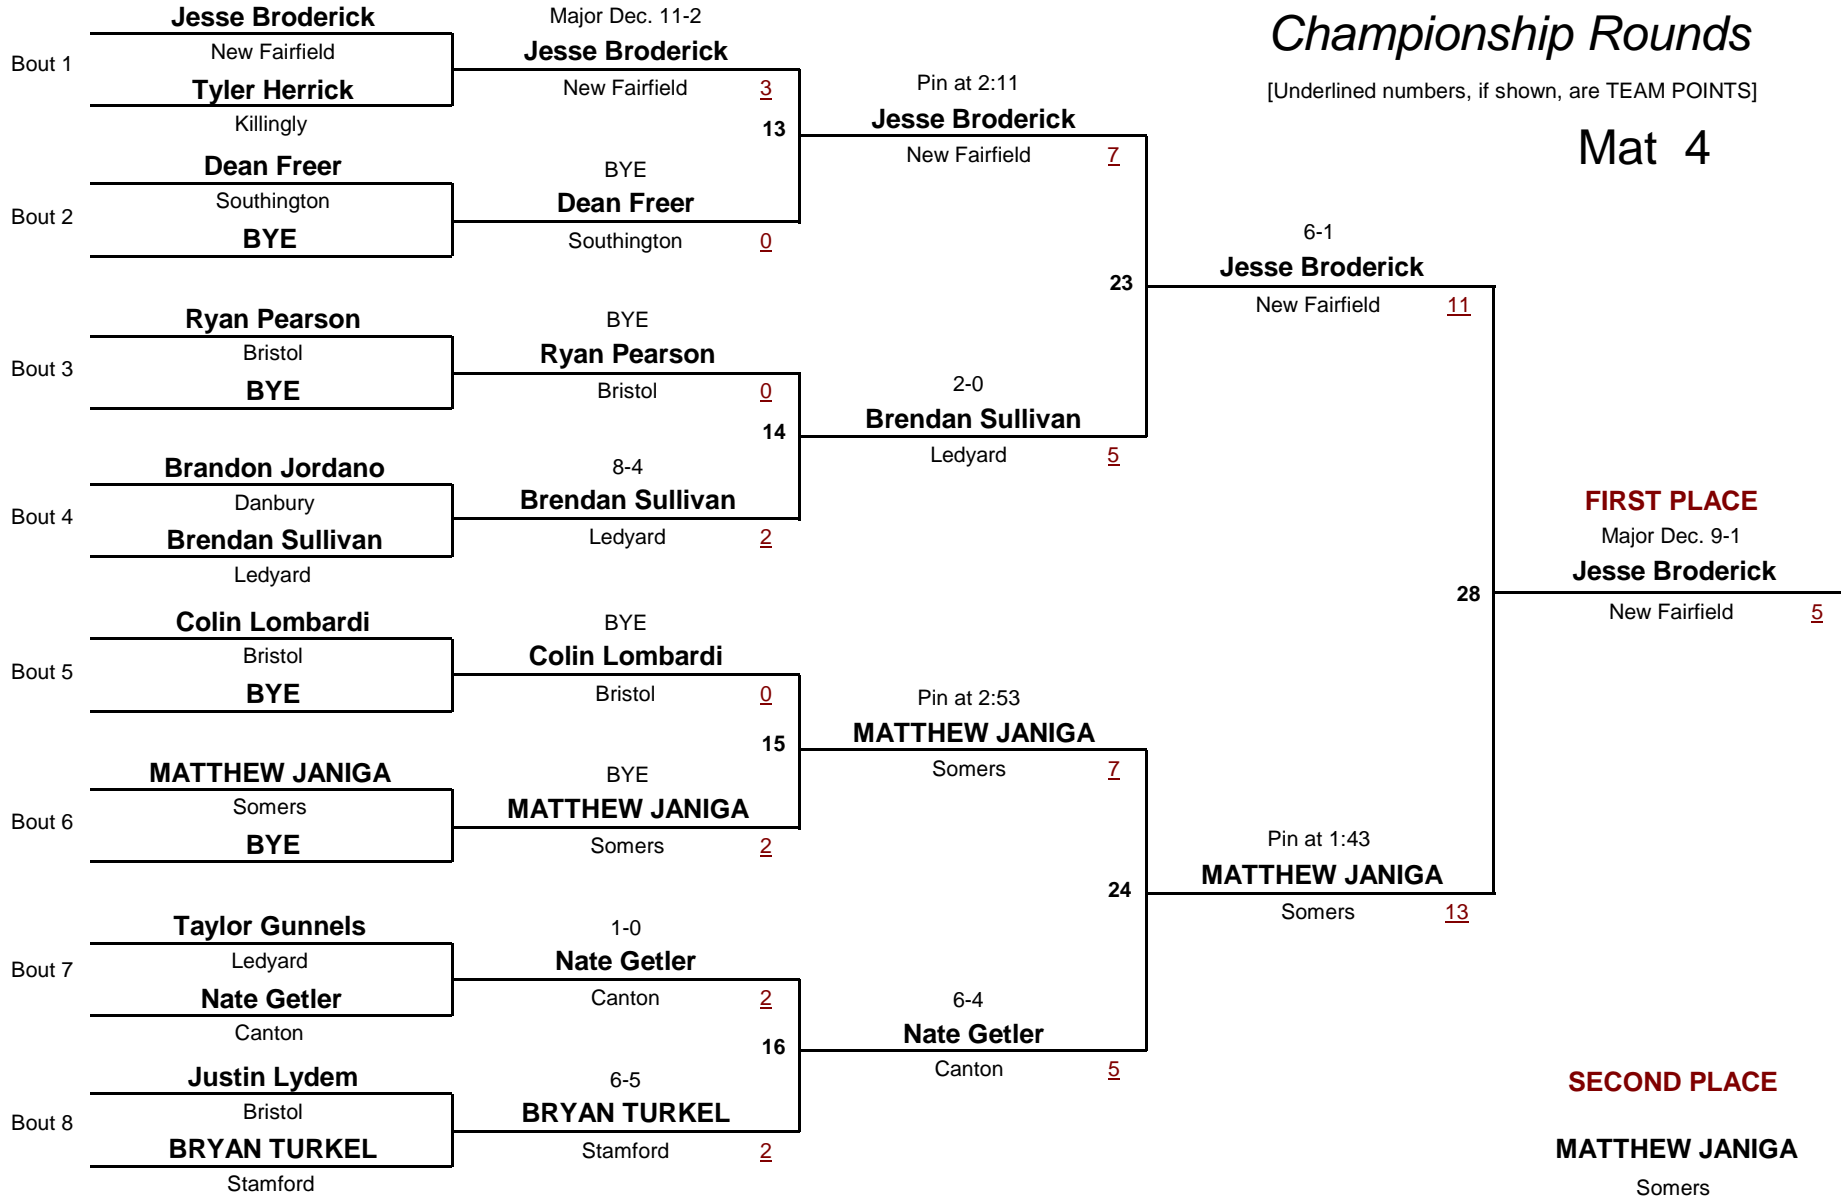 Championship Rounds
[Underlined numbers, if shown, are TEAM POINTS]
Mat 4
Bout 1
Jesse Broderick
New Fairfield
Tyler Herrick
Killingly
Bout 2
Dean Freer
Southington
BYE
Bout 3
Ryan Pearson
Bristol
BYE
Bout 4
Brandon Jordano
Danbury
Brendan Sullivan
Ledyard
Bout 5
Colin Lombardi
Bristol
BYE
Bout 6
MATTHEW JANIGA
Somers
BYE
Bout 7
Taylor Gunnels
Ledyard
Nate Getler
Canton
Bout 8
Justin Lydem
Bristol
BRYAN TURKEL
Stamford
Major Dec. 11-2
Jesse Broderick
New Fairfield 3
13
BYE
Dean Freer
Southington 0
BYE
Ryan Pearson
Bristol 0
14
8-4
Brendan Sullivan
Ledyard 2
BYE
Colin Lombardi
Bristol 0
15
BYE
MATTHEW JANIGA
Somers 2
1-0
Nate Getler
Canton 2
16
6-5
BRYAN TURKEL
Stamford 2
Pin at 2:11
Jesse Broderick
New Fairfield 7
23
2-0
Brendan Sullivan
Ledyard 5
Pin at 2:53
MATTHEW JANIGA
Somers 7
24
6-4
Nate Getler
Canton 5
6-1
Jesse Broderick
New Fairfield 11
28
Pin at 1:43
MATTHEW JANIGA
Somers 13
FIRST PLACE
Major Dec. 9-1
Jesse Broderick
New Fairfield 5
SECOND PLACE
MATTHEW JANIGA
Somers